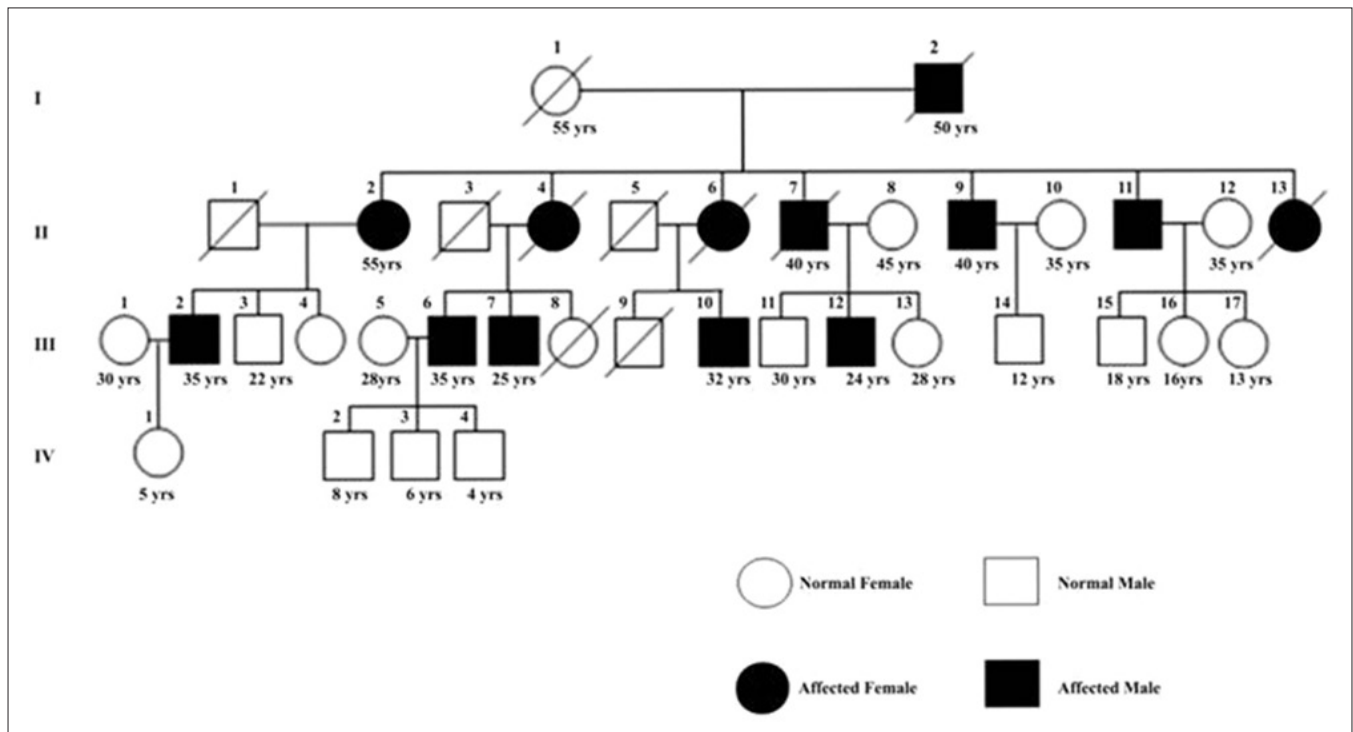 1 2
I
55 yrs 50 yrs
1 2 3 4 5 6 7 8 9 10 11 12 13
II
55yrs 40 yrs 45 yrs 40 yrs 35 yrs 35 yrs
1 2 3 4 5 6 7 8 9 10 11 12 13 14 15 16 17
III
30 yrs 35 yrs 22 yrs 28yrs 35 yrs 25 yrs 32 yrs 30 yrs 24 yrs 28 yrs 12 yrs 18 yrs 16yrs 13 yrs
1 2 3 4
IV
5 yrs 8 yrs 6 yrs 4 yrs
Normal Female Normal Male
Affected Female Affected Male